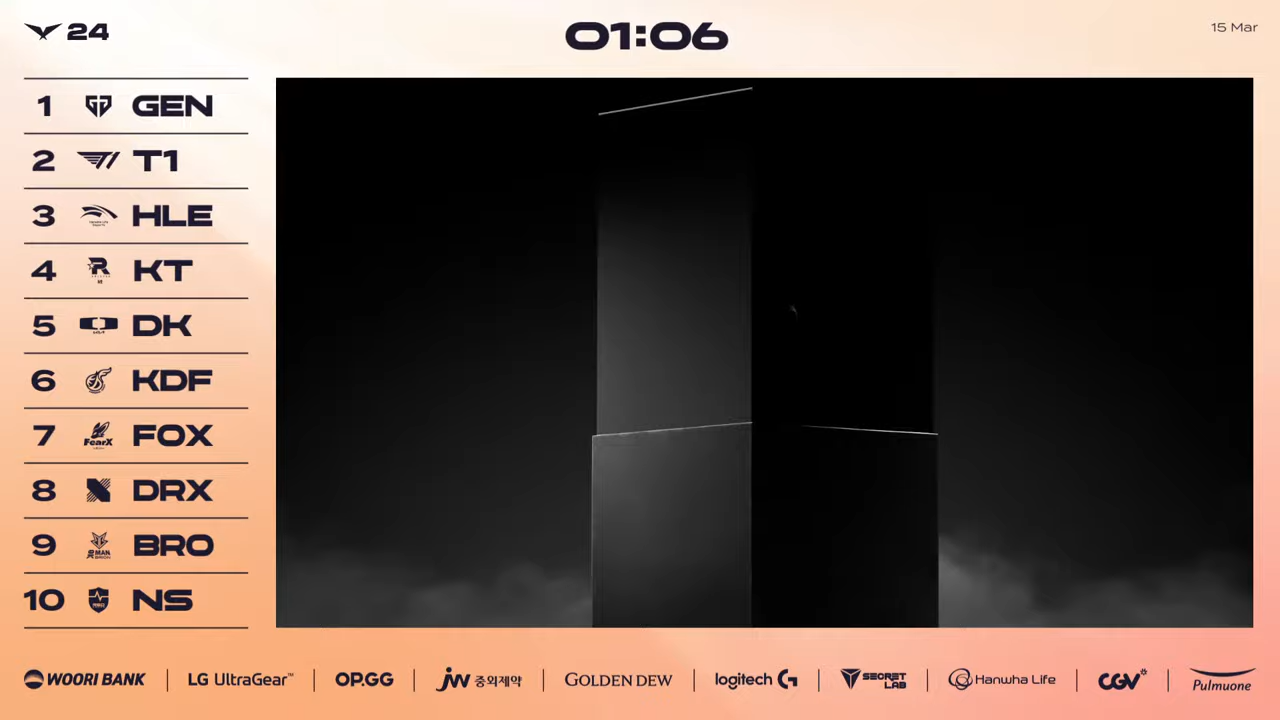 24
01:06
15 Mar
1 GEN
2 T1
3 HLE
4 KT
5 DK
6 KDF
7 FearX FOX
8 DRX
9 BRO
10 NS
WOORI BANK
LG UltraGear™
OP.GG
JW 중외제약
GOLDEN DEW
logitech G
SECRET LAB
Hanwha Life
CGV
Pulmuone